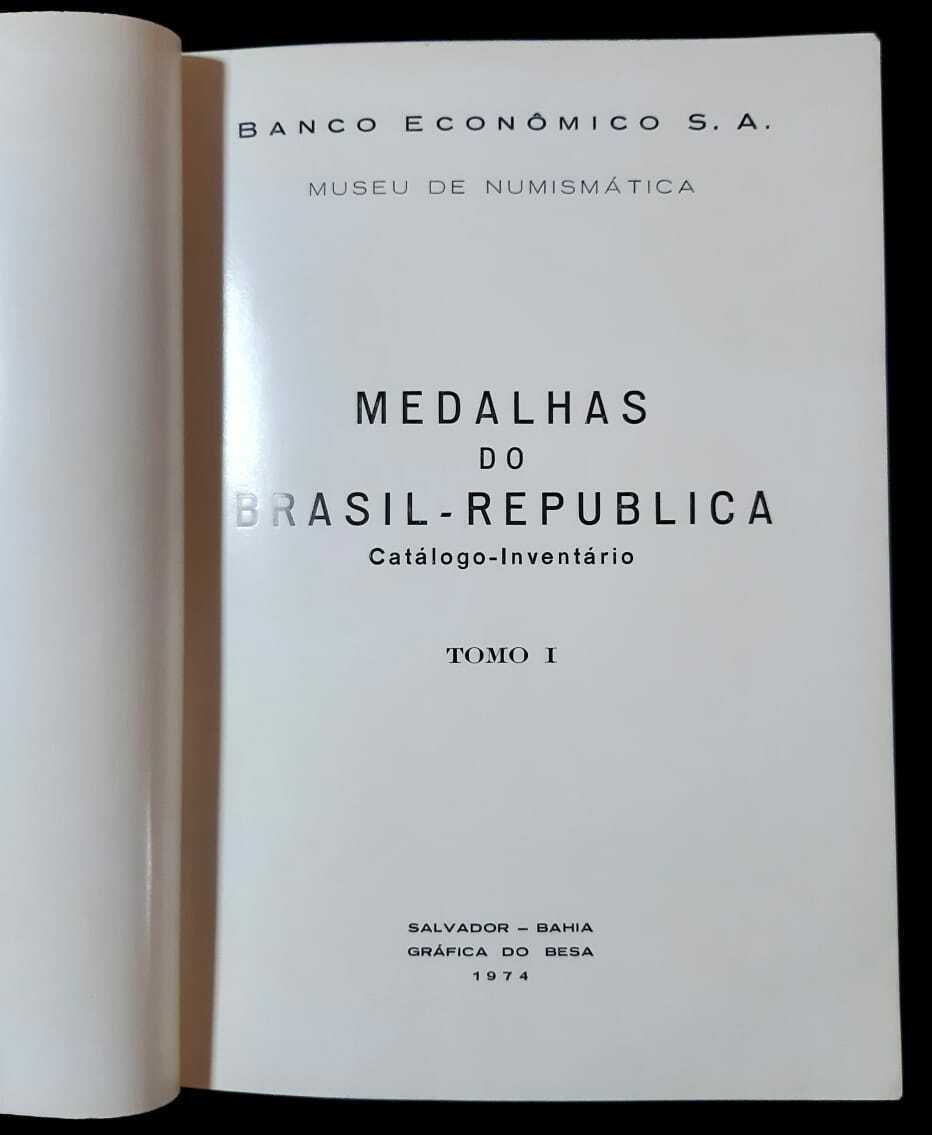 BANCO ECONÔMICO S. A.
MUSEU DE NUMISMÁTICA
MEDALHAS
DO
BRASIL-REPUBLICA
Catálogo-Inventário
TOMO I
SALVADOR – BAHIA
GRÁFICA DO BESA
1974